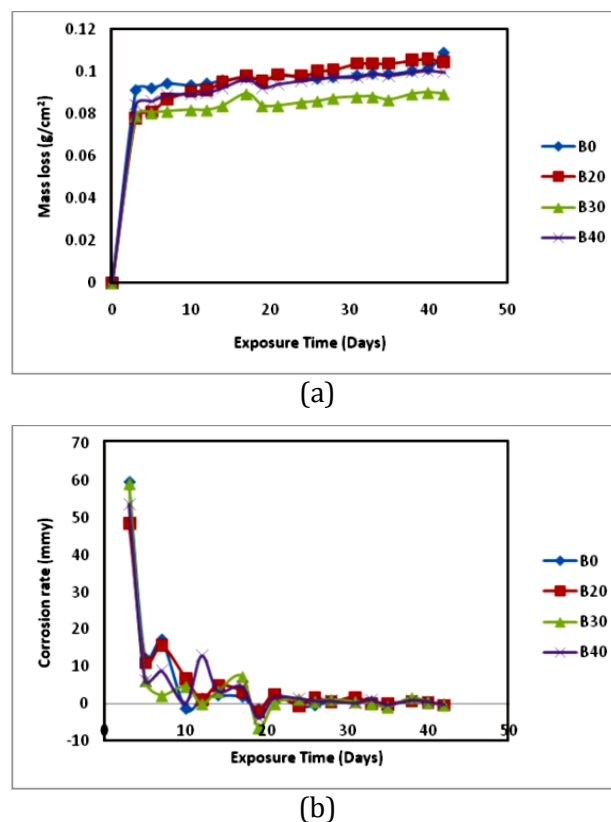 0.12
0.1
0.08
0.06
0.04
0.02
0
0 10 20 30 40 50
Mass loss (g/cm²)
Exposure Time (Days)
B0
B20
B30
B40
(a)
70
60
50
40
30
20
10
0
-10
0 10 20 30 40 50
Corrosion rate (mmy)
Exposure Time (Days)
B0
B20
B30
B40
(b)